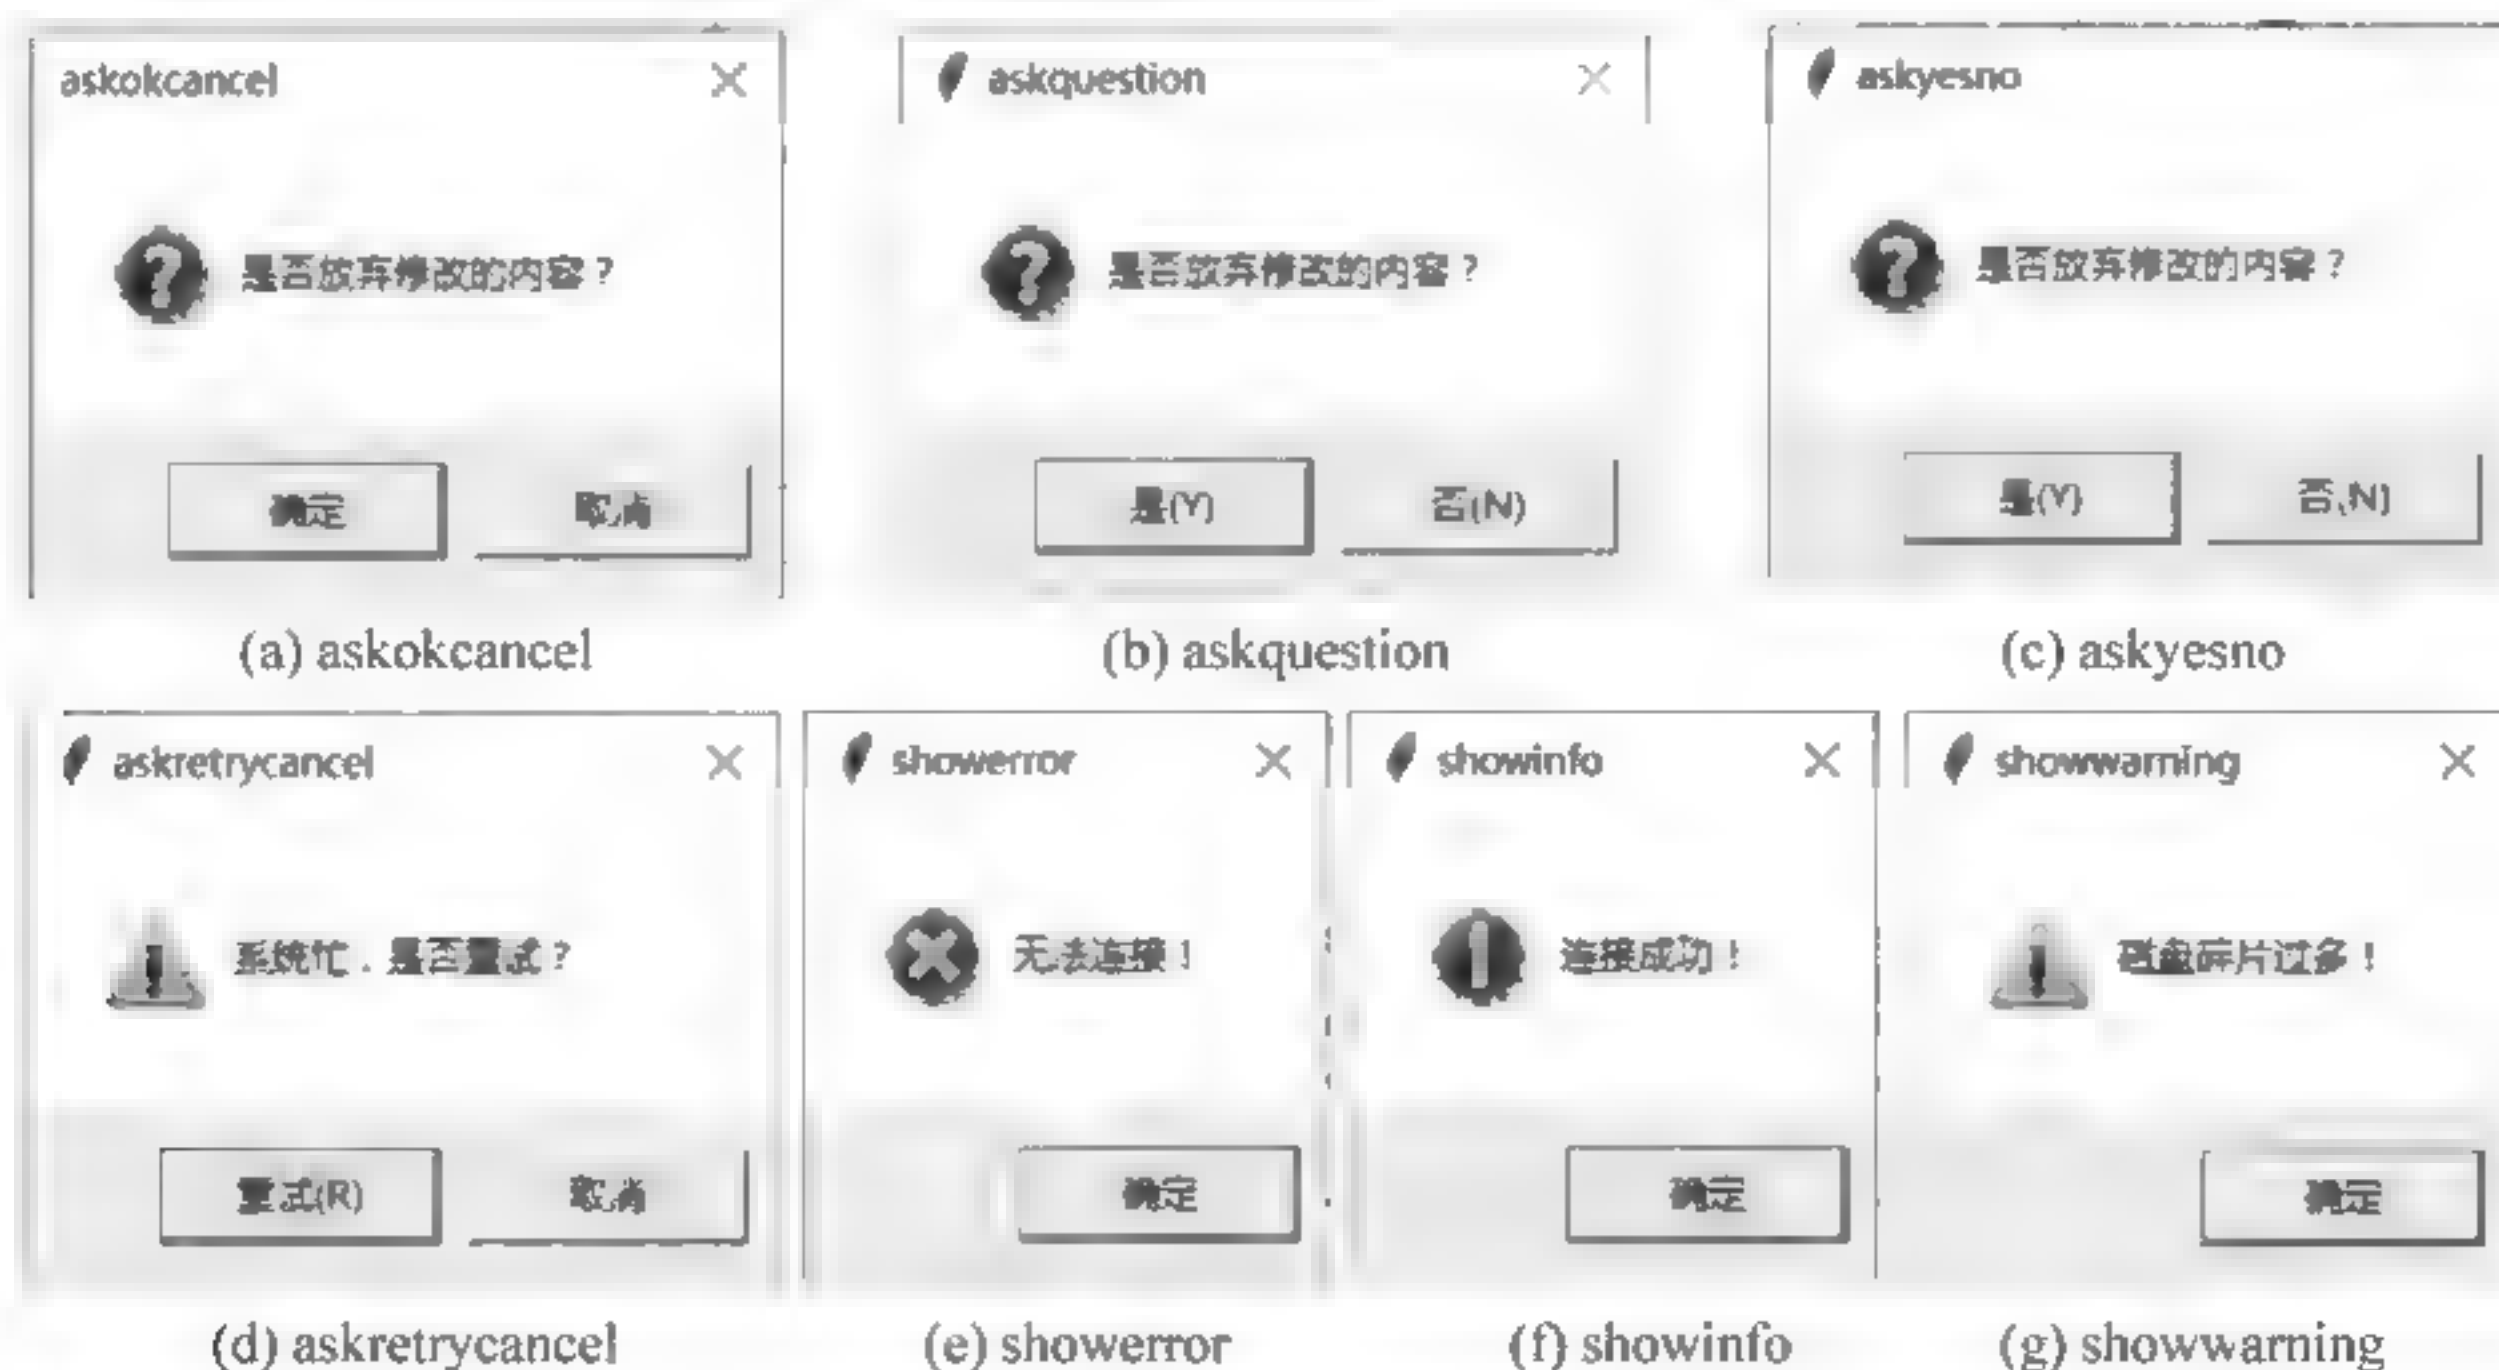 askokcancel
是否放弃修改的内容？
确定 取消
(a) askokcancel
askquestion
是否放弃修改的内容？
是(Y) 否(N)
(b) askquestion
askyesno
是否放弃修改的内容？
是(Y) 否(N)
(c) askyesno
askretrycancel
系统忙，是否重试？
重试(R) 取消
(d) askretrycancel
showerror
无法连接！
确定
(e) showerror
showinfo
连接成功！
确定
(f) showinfo
showwarning
磁盘碎片过多！
确定
(g) showwarning